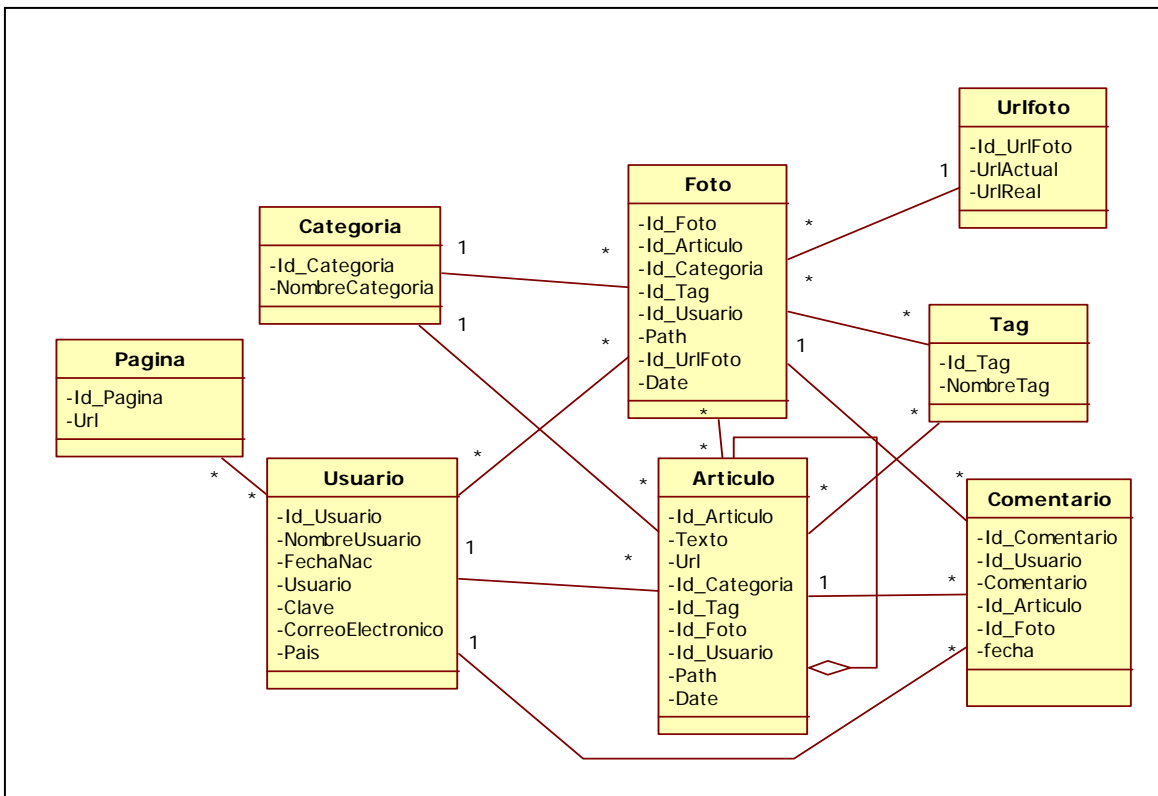 Urlfoto
-Id_UrlFoto
-UrlActual
-UrlReal
Foto
-Id_Foto
-Id_Articulo
-Id_Categoria
-Id_Tag
-Id_Usuario
-Path
-Id_UrlFoto
-Date
Categoria
-Id_Categoria
-NombreCategoria
Tag
-Id_Tag
-NombreTag
Pagina
-Id_Pagina
-Url
Usuario
-Id_Usuario
-NombreUsuario
-FechaNac
-Usuario
-Clave
-CorreoElectronico
-Pais
Articulo
-Id_Articulo
-Texto
-Url
-Id_Categoria
-Id_Tag
-Id_Foto
-Id_Usuario
-Path
-Date
Comentario
-Id_Comentario
-Id_Usuario
-Comentario
-Id_Articulo
-Id_Foto
-fecha
1
*
1
*
*
*
1
*
1
*
*
*
*
*
*
*
*
*
*
1
*
1
*
1
*